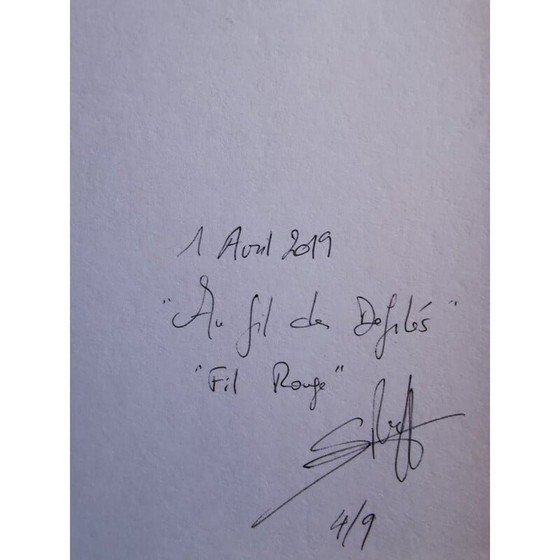 1 Avril 2019
"Au fil des Défilés"
"Fil Rouge"
4/9